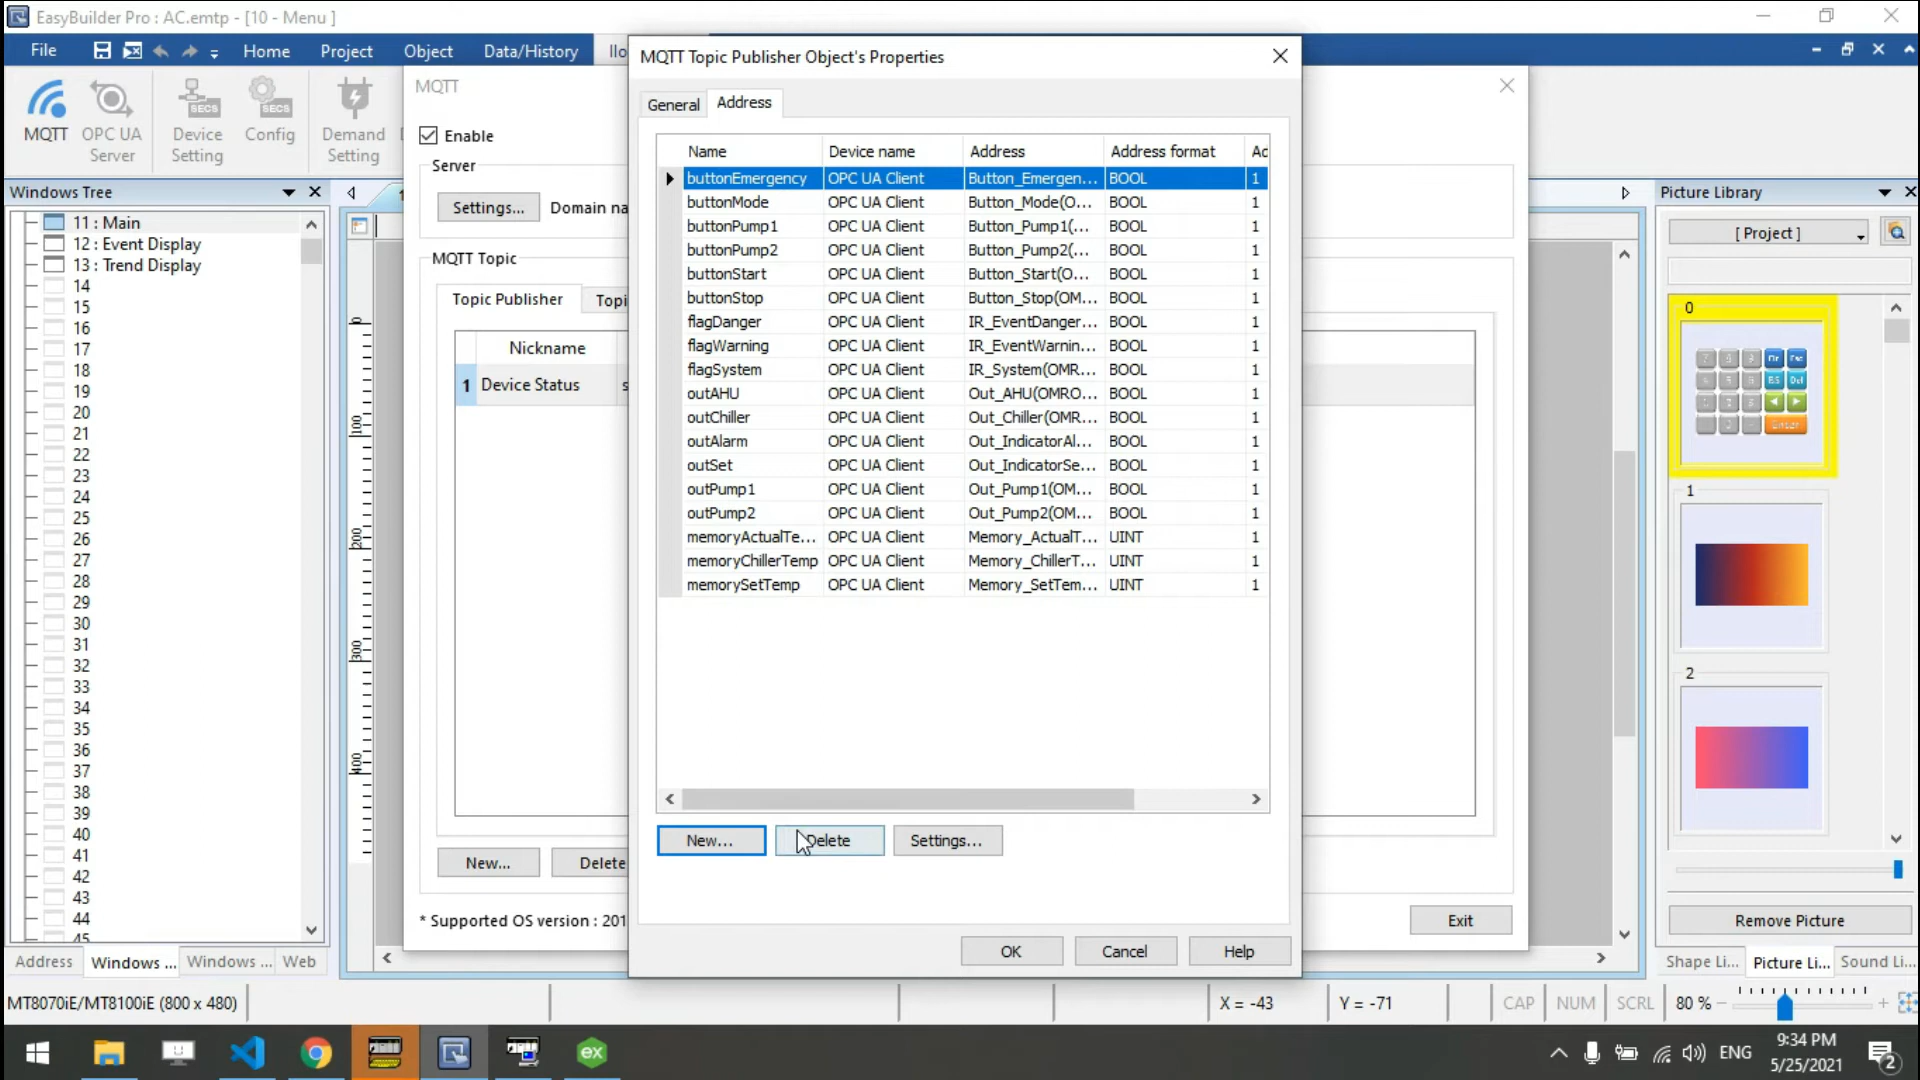 EasyBuilder Pro : AC.emtp - [10 - Menu ]
File
Home
Project
Object
Data/History
MQTT
OPC UA
Server
SECS
Device
Setting
SECS
Config
Demand
Setting
Windows Tree
11 : Main
12 : Event Display
13 : Trend Display
14
15
16
17
18
19
20
21
22
23
24
25
26
27
28
29
30
31
32
33
34
35
36
37
38
39
40
41
42
43
44
45
Address
Windows ...
Windows ...
Web
MT8070iE/MT8100iE (800 x 480)
0
100
200
300
400
MQTT
Enable
Server
Settings...
Domain na
MQTT Topic
Topic Publisher
Topi
Nickname
1 Device Status s
New...
Delete
* Supported OS version : 201
Exit
MQTT Topic Publisher Object's Properties
General
Address
Name Device name Address Address format Ad
buttonEmergency OPC UA Client Button_Emergen... BOOL 1
buttonMode OPC UA Client Button_Mode(O... BOOL 1
buttonPump1 OPC UA Client Button_Pump1(... BOOL 1
buttonPump2 OPC UA Client Button_Pump2(... BOOL 1
buttonStart OPC UA Client Button_Start(O... BOOL 1
buttonStop OPC UA Client Button_Stop(OM... BOOL 1
flagDanger OPC UA Client IR_EventDanger... BOOL 1
flagWarning OPC UA Client IR_EventWarnin... BOOL 1
flagSystem OPC UA Client IR_System(OMR... BOOL 1
outAHU OPC UA Client Out_AHU(OMRO... BOOL 1
outChiller OPC UA Client Out_Chiller(OMR... BOOL 1
outAlarm OPC UA Client Out_IndicatorAl... BOOL 1
outSet OPC UA Client Out_IndicatorSe... BOOL 1
outPump1 OPC UA Client Out_Pump1(OM... BOOL 1
outPump2 OPC UA Client Out_Pump2(OM... BOOL 1
memoryActualTe... OPC UA Client Memory_ActualT... UINT 1
memoryChillerTemp OPC UA Client Memory_ChillerT... UINT 1
memorySetTemp OPC UA Client Memory_SetTem... UINT 1
New...
Delete
Settings...
OK
Cancel
Help
Picture Library
[ Project ]
0
1
2
Remove Picture
Shape Li...
Picture Li...
Sound Li...
X = -43
Y = -71
CAP
NUM
SCRL
80 %
ex
ENG
9:34 PM
5/25/2021
2